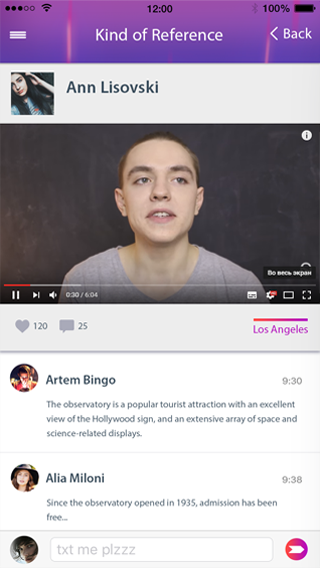 12:00
100%
Kind of Reference
Back
Ann Lisovski
Во весь экран
0:30 / 6:04
120
25
Los Angeles
Artem Bingo
9:30
The observatory is a popular tourist attraction with an excellent
view of the Hollywood sign, and an extensive array of space and
science-related displays.
Alia Miloni
9:38
Since the observatory opened in 1935, admission has been
free...
txt me plzzz